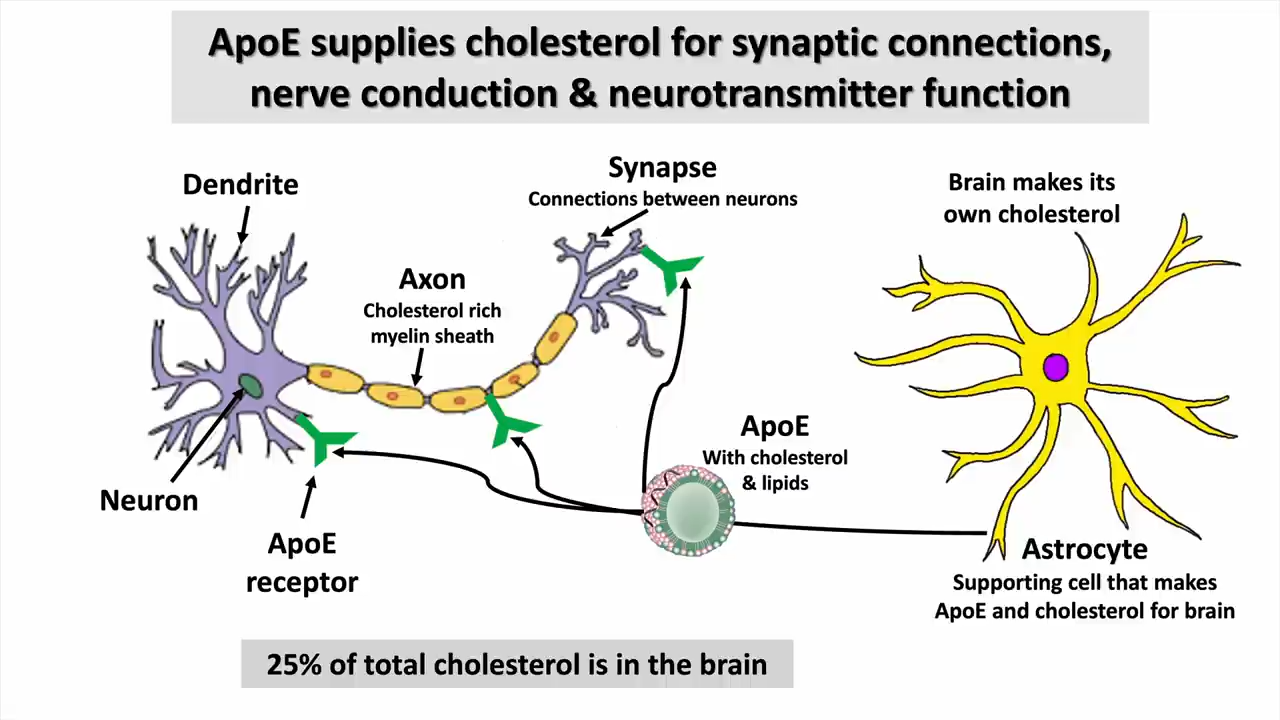 ApoE supplies cholesterol for synaptic connections,
nerve conduction & neurotransmitter function
Dendrite
Synapse
Connections between neurons
Brain makes its
own cholesterol
Axon
Cholesterol rich
myelin sheath
ApoE
With cholesterol
& lipids
Neuron
ApoE
receptor
Astrocyte
Supporting cell that makes
ApoE and cholesterol for brain
25% of total cholesterol is in the brain